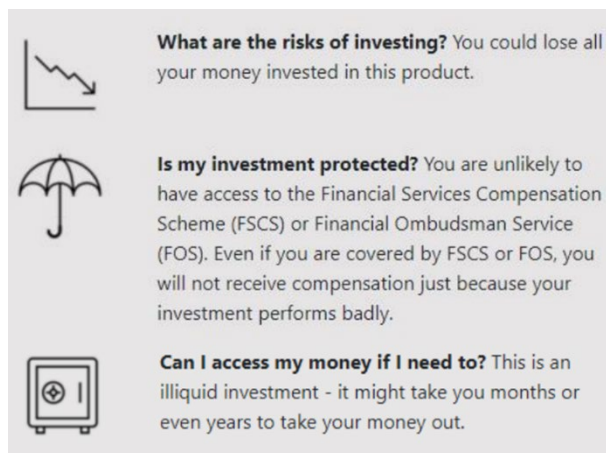 What are the risks of investing? You could lose all
your money invested in this product.
Is my investment protected? You are unlikely to
have access to the Financial Services Compensation
Scheme (FSCS) or Financial Ombudsman Service
(FOS). Even if you are covered by FSCS or FOS, you
will not receive compensation just because your
investment performs badly.
Can I access my money if I need to? This is an
illiquid investment - it might take you months or
even years to take your money out.